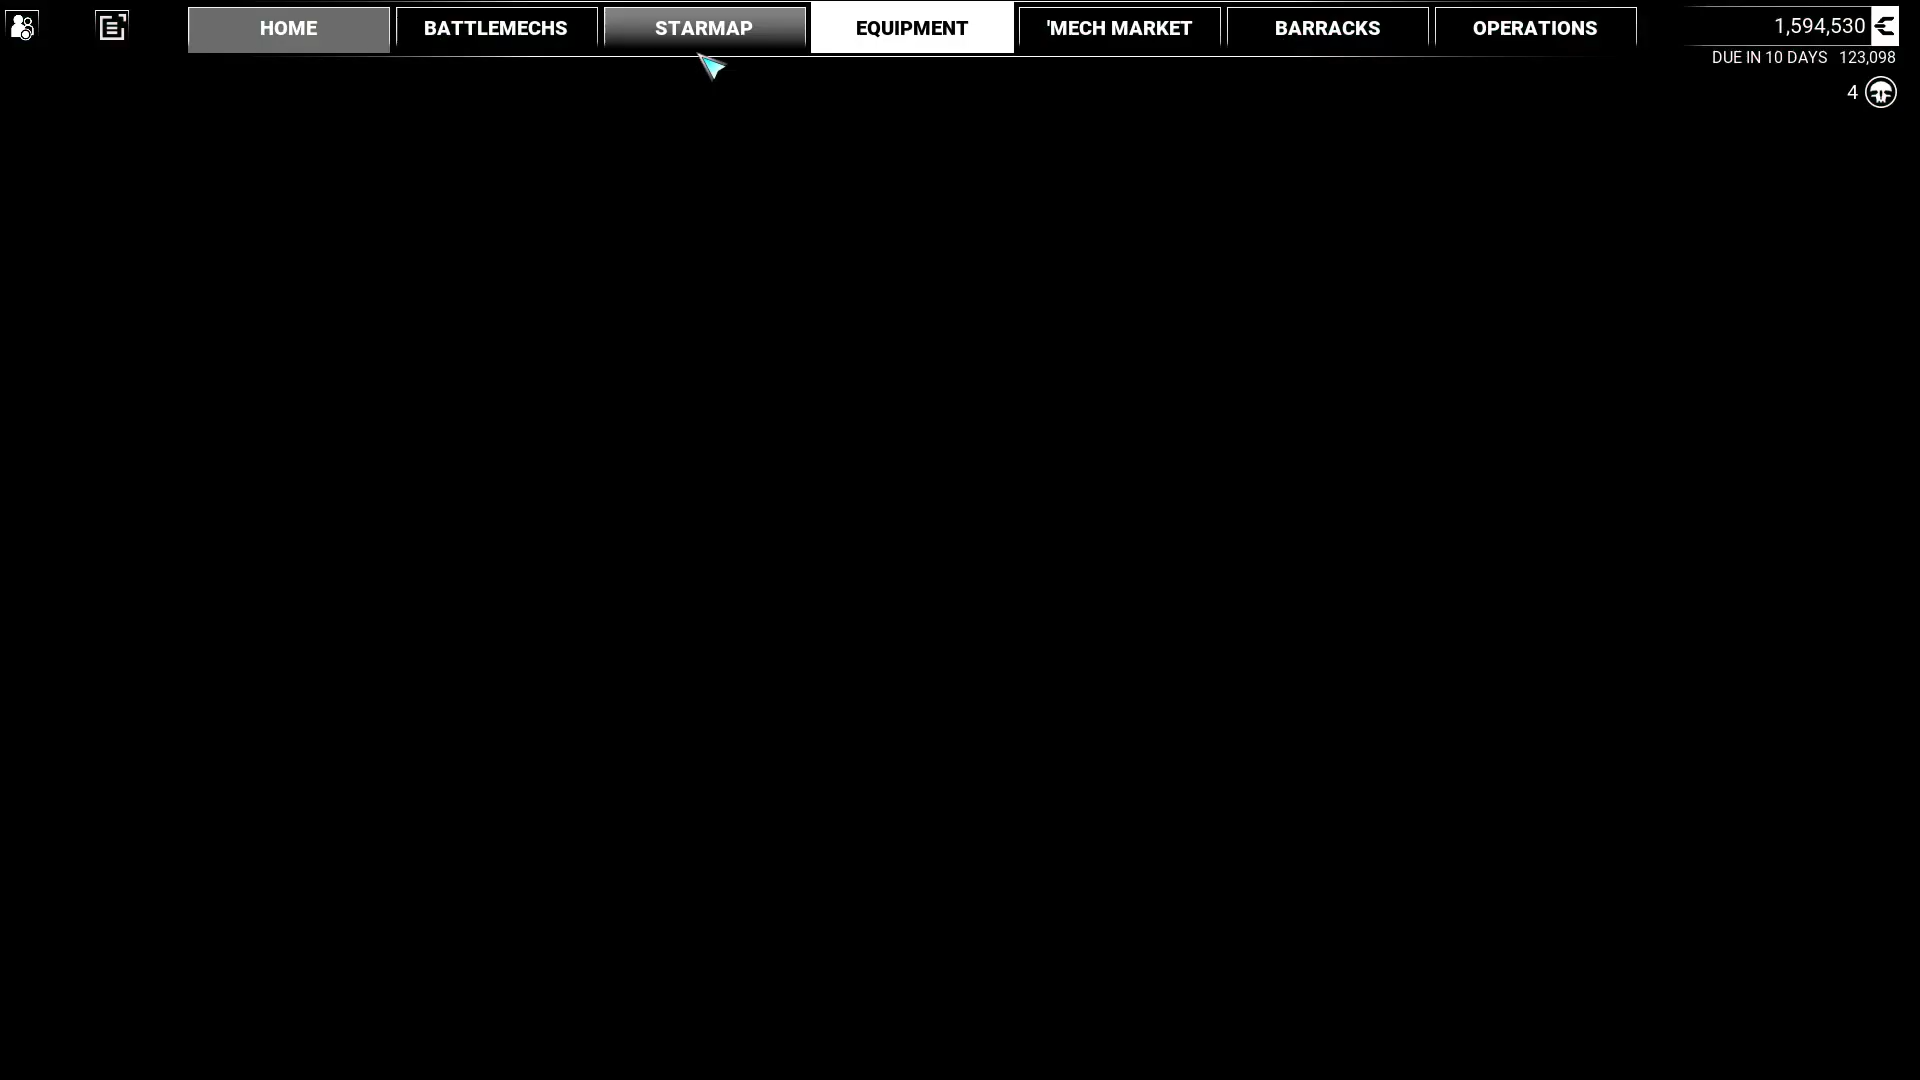 HOME BATTLEMECHS STARMAP EQUIPMENT 'MECH MARKET BARRACKS OPERATIONS 1,594,530
DUE IN 10 DAYS 123,098
4